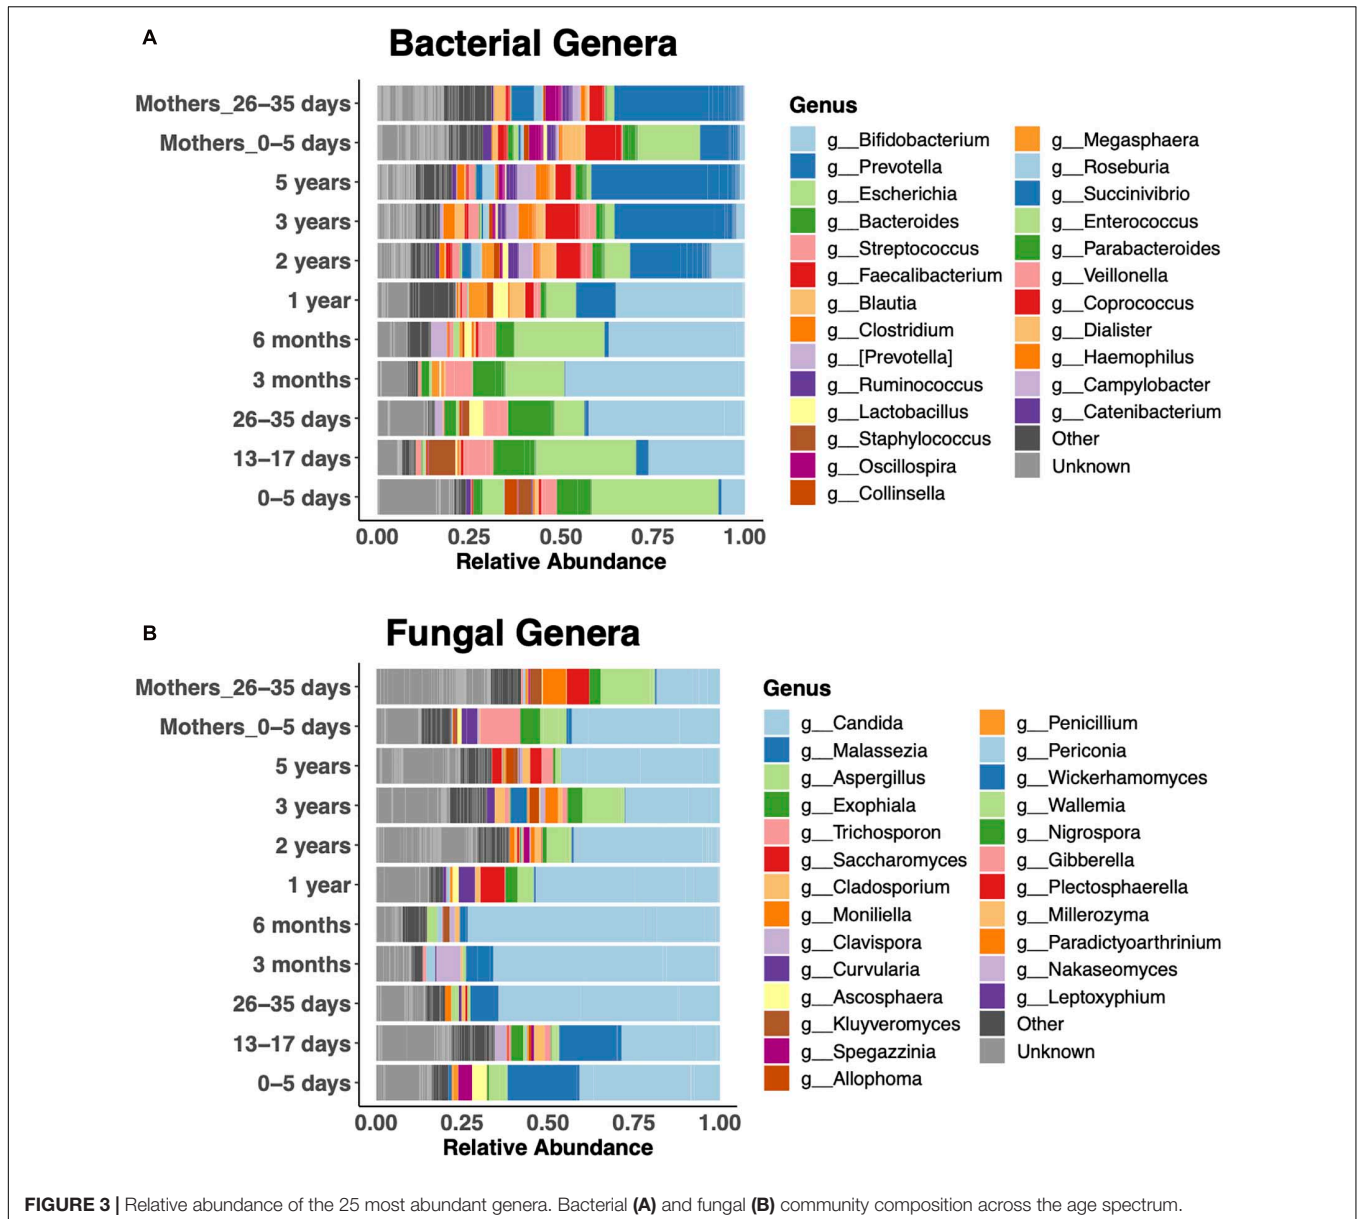 A
Bacterial Genera
Mothers_26–35 days
Mothers_0–5 days
5 years
3 years
2 years
1 year
6 months
3 months
26–35 days
13–17 days
0–5 days
0.00 0.25 0.50 0.75 1.00
Relative Abundance
Genus
g__Bifidobacterium
g__Prevotella
g__Escherichia
g__Bacteroides
g__Streptococcus
g__Faecalibacterium
g__Blautia
g__Clostridium
g__[Prevotella]
g__Ruminococcus
g__Lactobacillus
g__Staphylococcus
g__Oscillospira
g__Collinsella
g__Megasphaera
g__Roseburia
g__Succinivibrio
g__Enterococcus
g__Parabacteroides
g__Veillonella
g__Coprococcus
g__Dialister
g__Haemophilus
g__Campylobacter
g__Catenibacterium
Other
Unknown
B
Fungal Genera
Mothers_26–35 days
Mothers_0–5 days
5 years
3 years
2 years
1 year
6 months
3 months
26–35 days
13–17 days
0–5 days
0.00 0.25 0.50 0.75 1.00
Relative Abundance
Genus
g__Candida
g__Malassezia
g__Aspergillus
g__Exophiala
g__Trichosporon
g__Saccharomyces
g__Cladosporium
g__Moniliella
g__Clavispora
g__Curvularia
g__Ascosphaera
g__Kluyveromyces
g__Spegazzinia
g__Allophoma
g__Penicillium
g__Periconia
g__Wickerhamomyces
g__Wallemia
g__Nigrospora
g__Gibberella
g__Plectosphaerella
g__Millerozyma
g__Paradictyoarthrinium
g__Nakaseomyces
g__Leptoxyphium
Other
Unknown
FIGURE 3 | Relative abundance of the 25 most abundant genera. Bacterial (A) and fungal (B) community composition across the age spectrum.